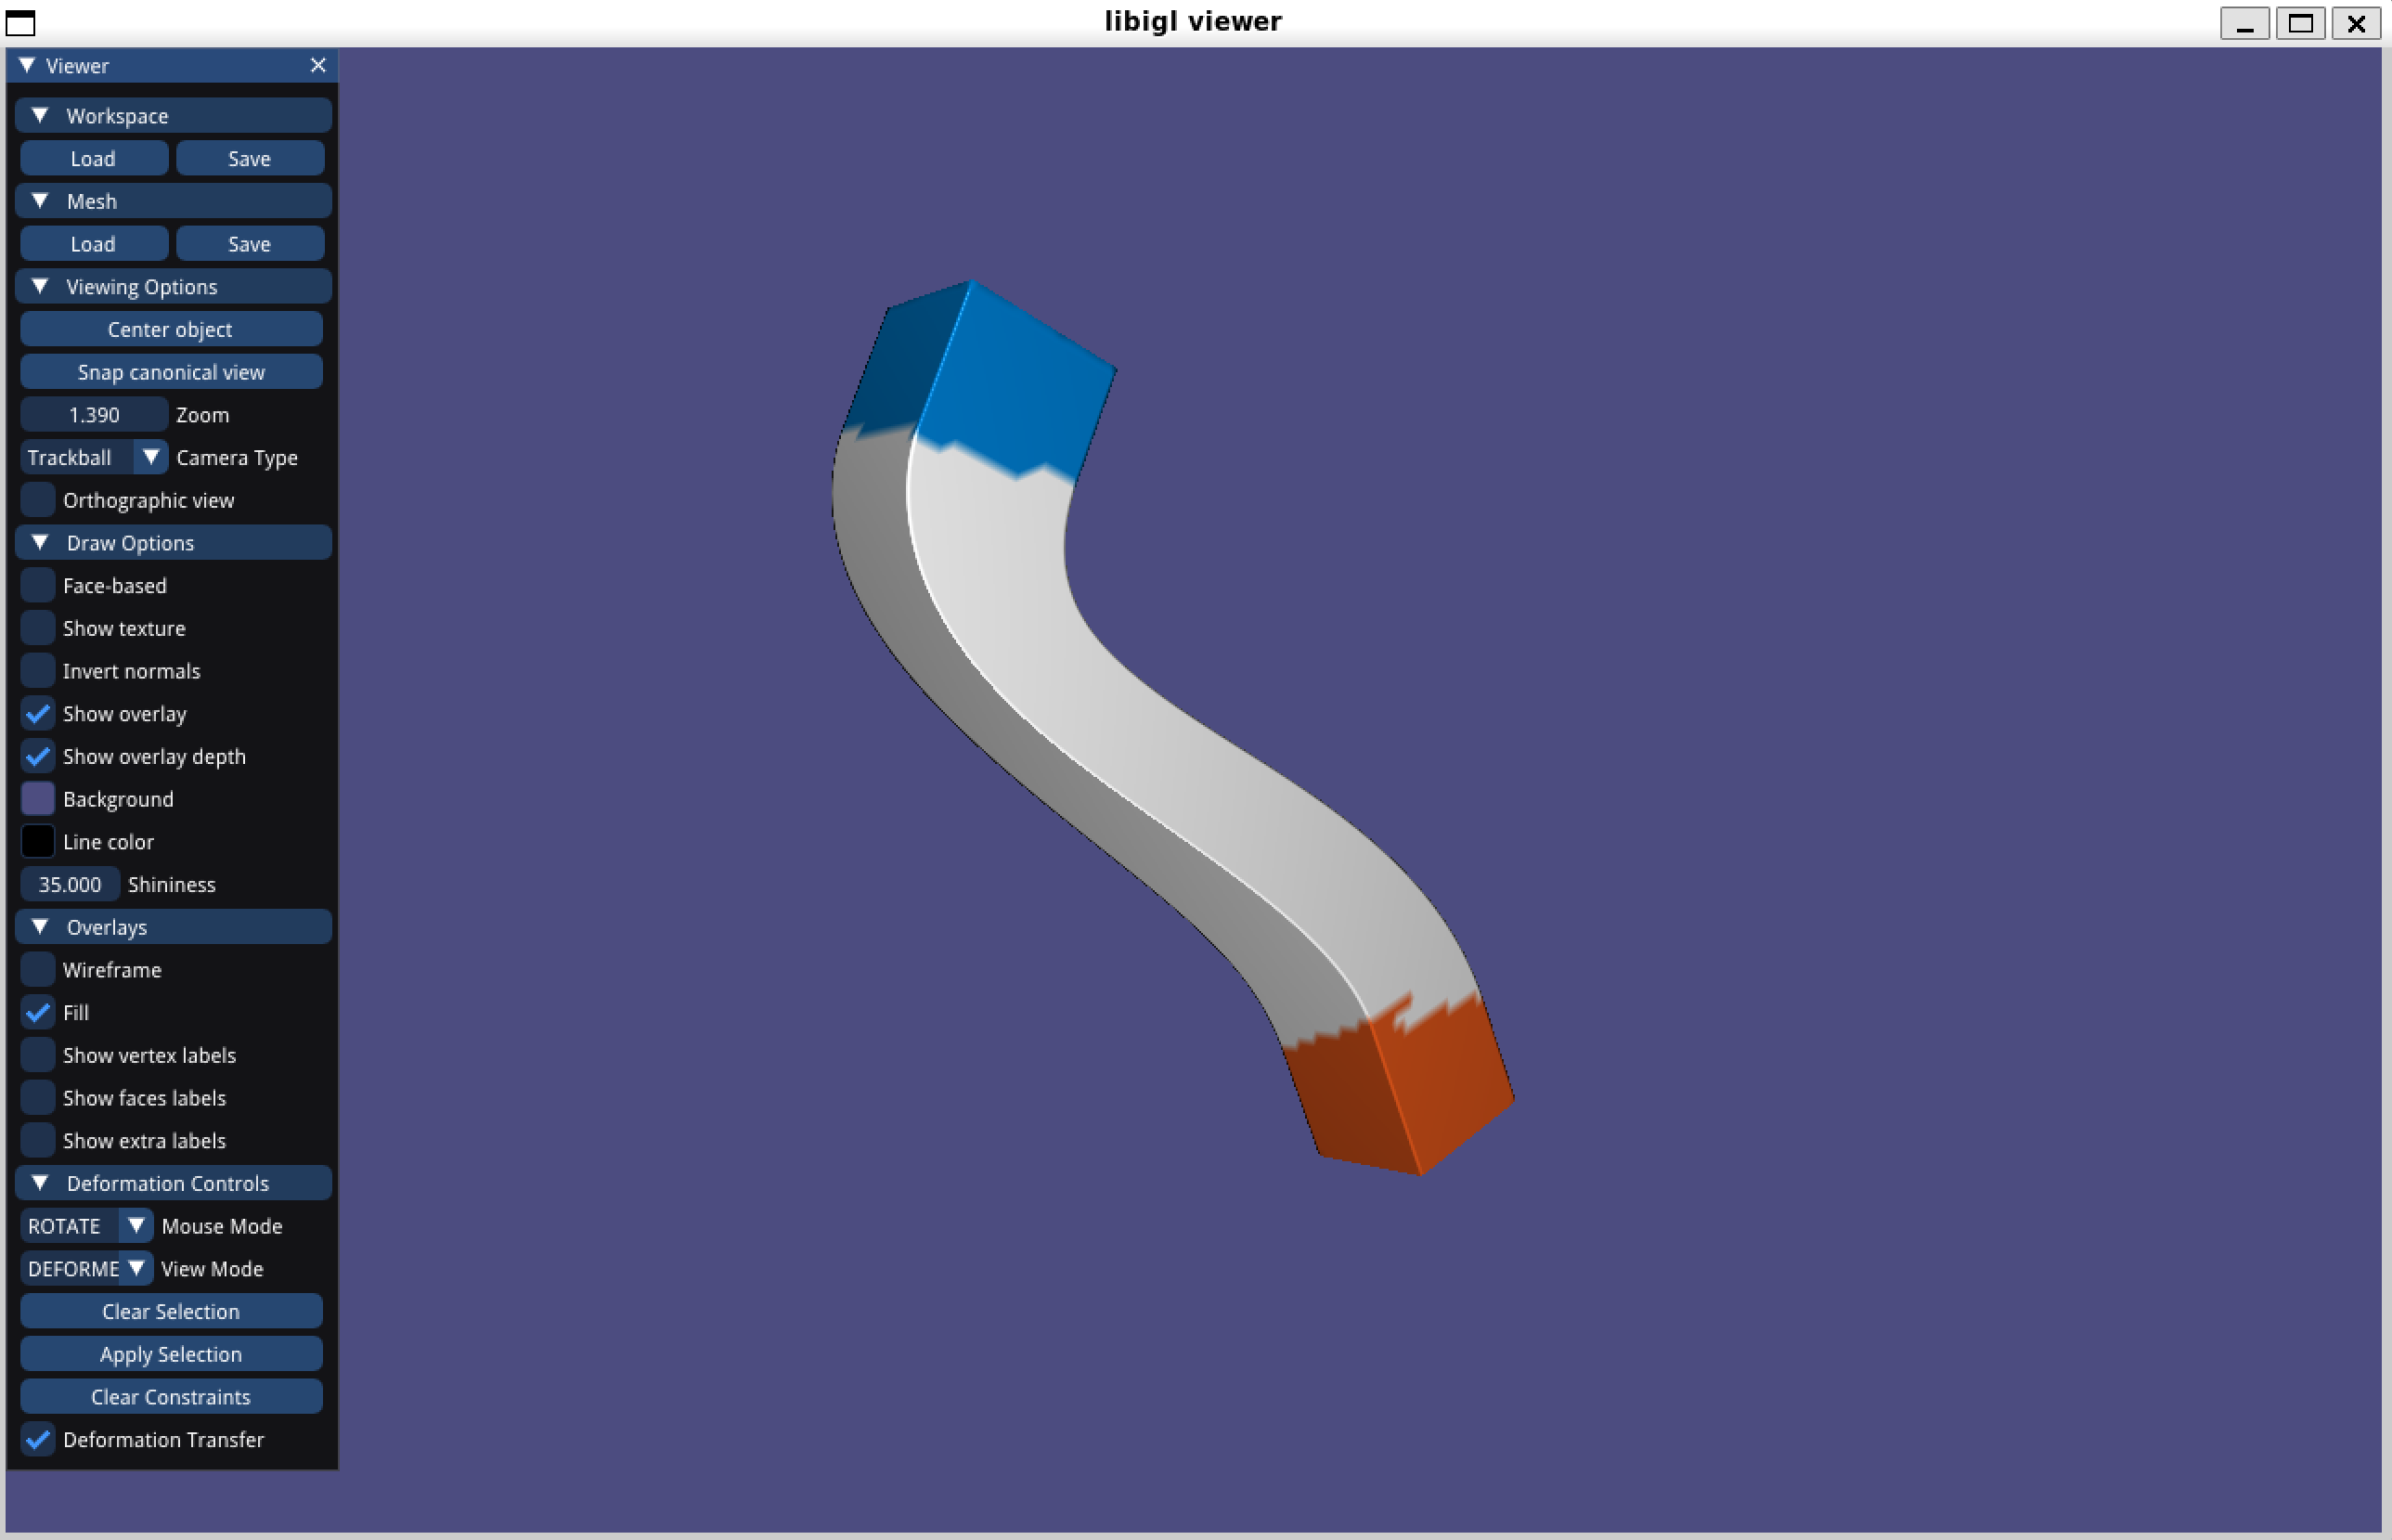 libigl viewer
Viewer
Workspace
Load Save
Mesh
Load Save
Viewing Options
Center object
Snap canonical view
1.390 Zoom
Trackball Camera Type
Orthographic view
Draw Options
Face-based
Show texture
Invert normals
Show overlay
Show overlay depth
Background
Line color
35.000 Shininess
Overlays
Wireframe
Fill
Show vertex labels
Show faces labels
Show extra labels
Deformation Controls
ROTATE Mouse Mode
DEFORME View Mode
Clear Selection
Apply Selection
Clear Constraints
Deformation Transfer